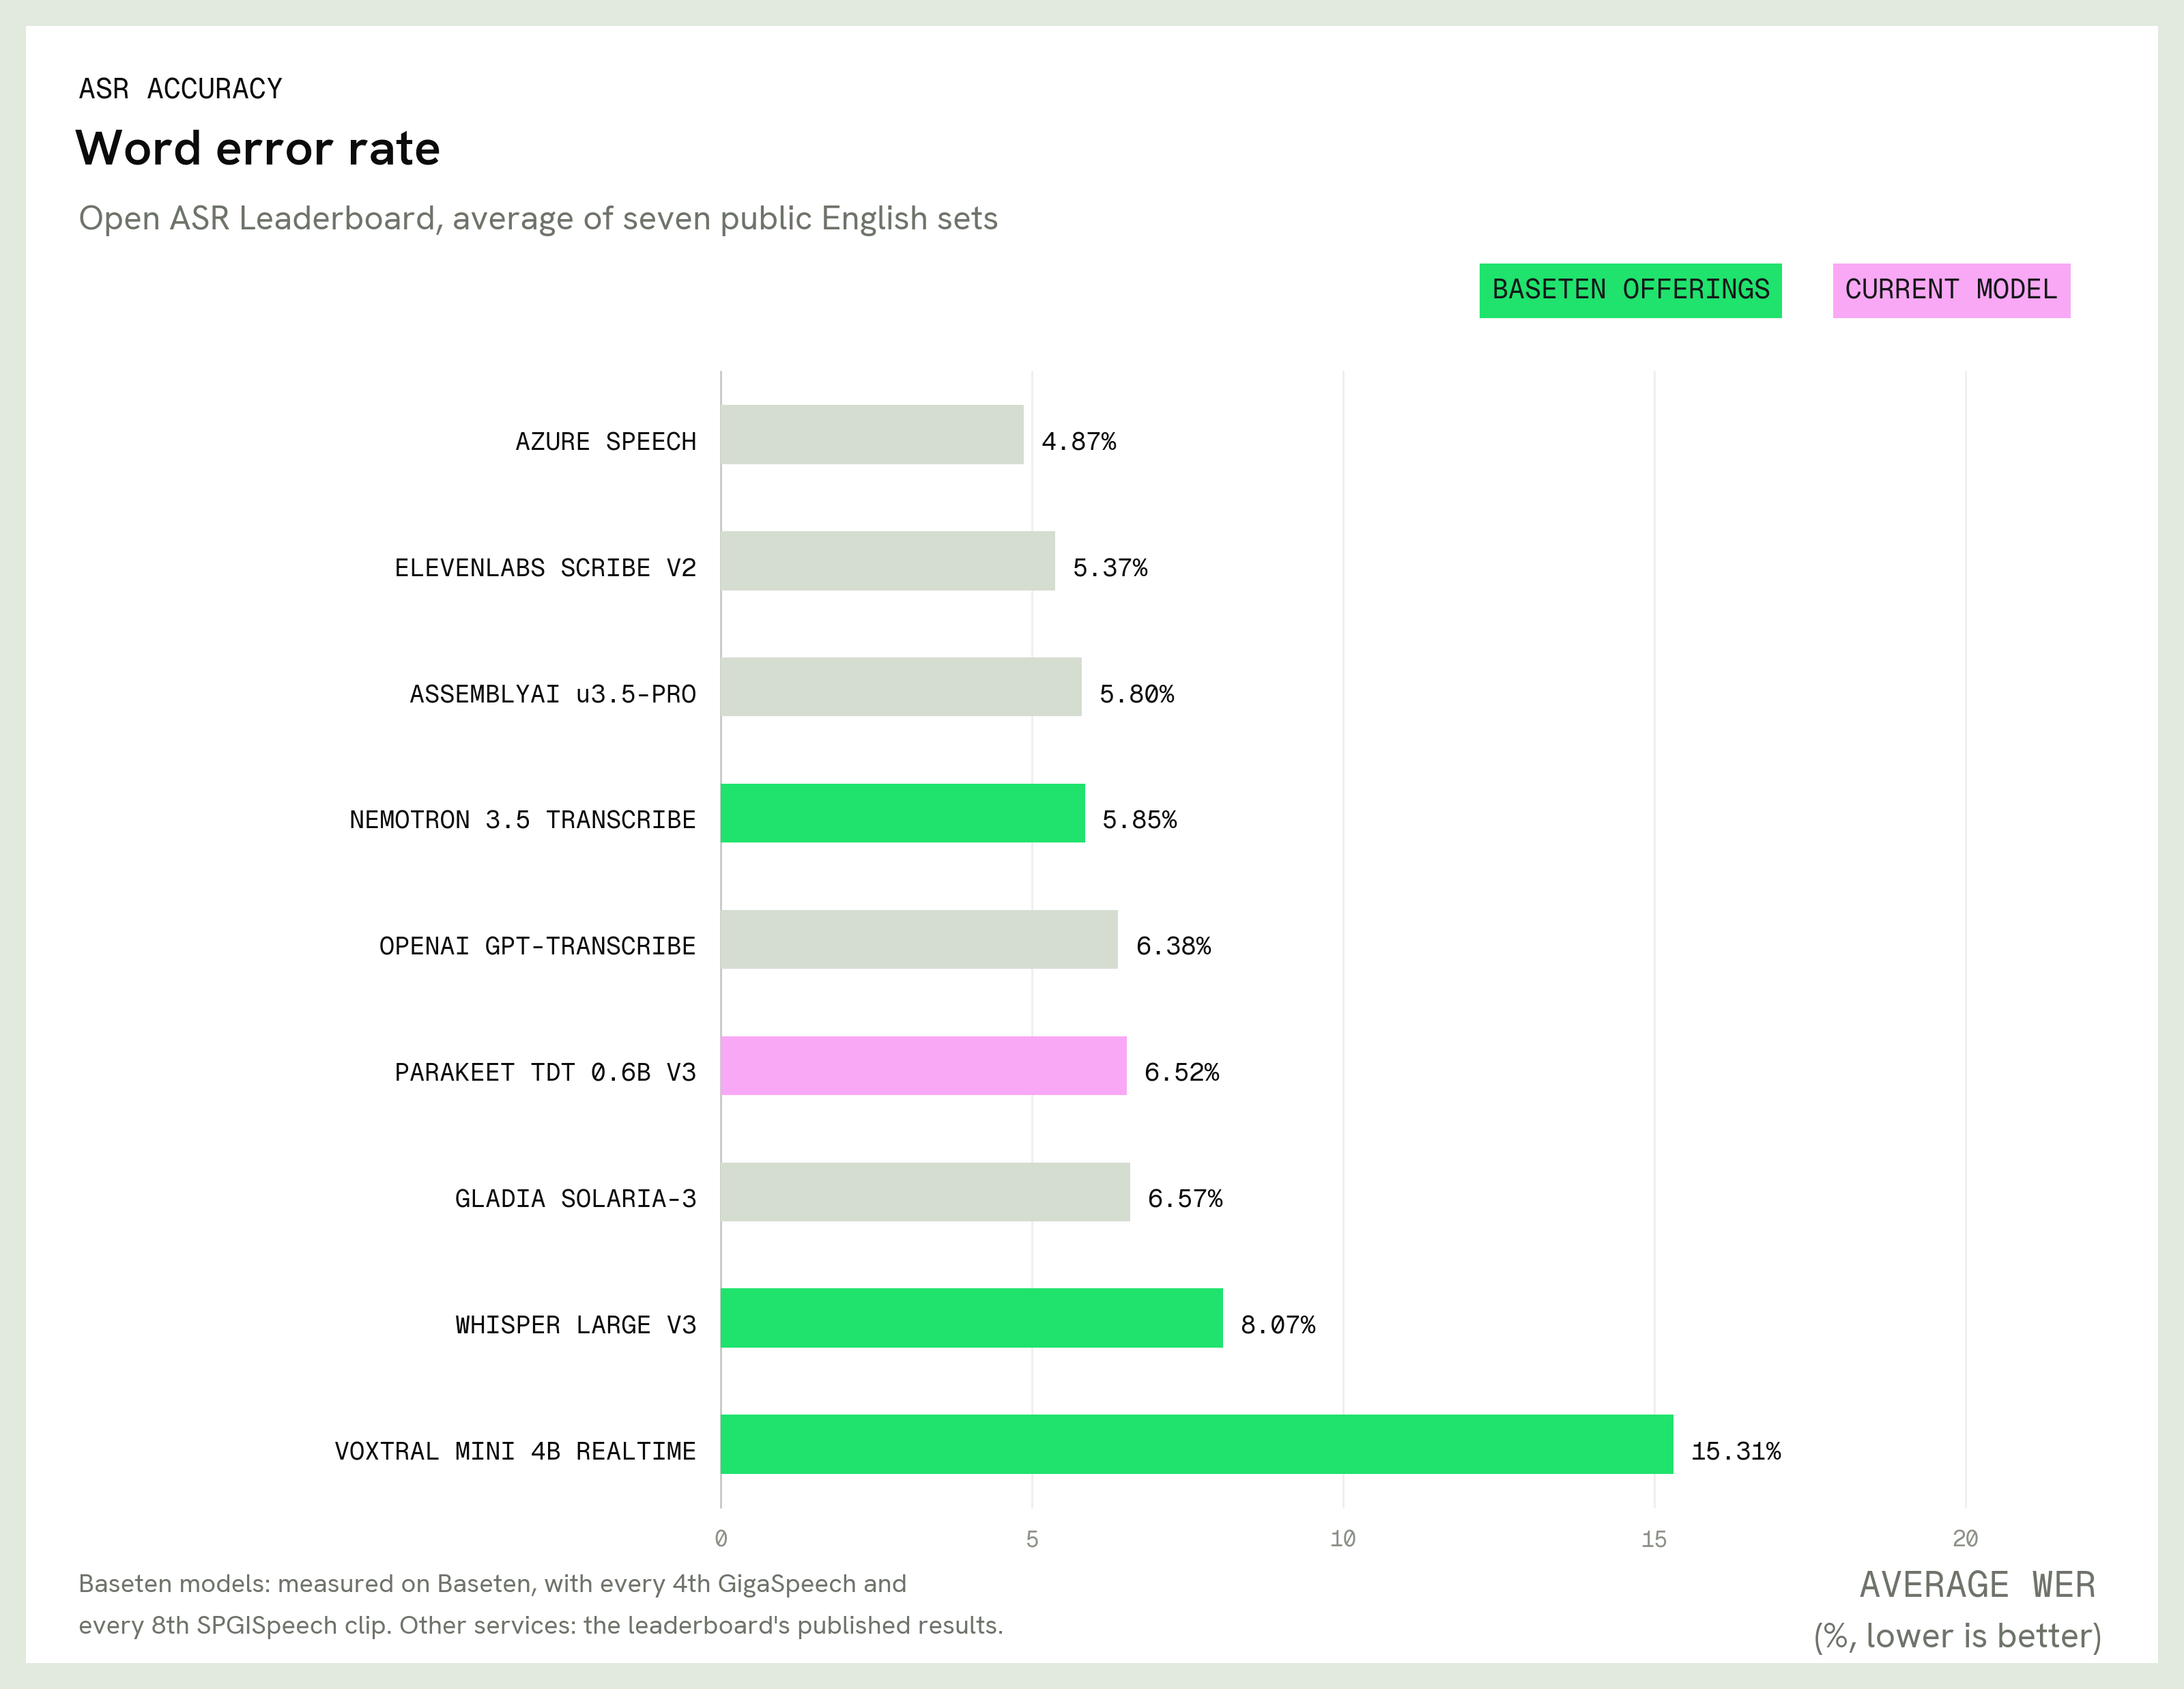 ASR ACCURACY
Word error rate
Open ASR Leaderboard, average of seven public English sets
BASETEN OFFERINGS
CURRENT MODEL
AZURE SPEECH 4.87%
ELEVENLABS SCRIBE V2 5.37%
ASSEMBLYAI u3.5-PRO 5.80%
NEMOTRON 3.5 TRANSCRIBE 5.85%
OPENAI GPT-TRANSCRIBE 6.38%
PARAKEET TDT 0.6B V3 6.52%
GLADIA SOLARIA-3 6.57%
WHISPER LARGE V3 8.07%
VOXTRAL MINI 4B REALTIME 15.31%
0 5 10 15 20
Baseten models: measured on Baseten, with every 4th GigaSpeech and
every 8th SPGISpeech clip. Other services: the leaderboard's published results.
AVERAGE WER
(%, lower is better)